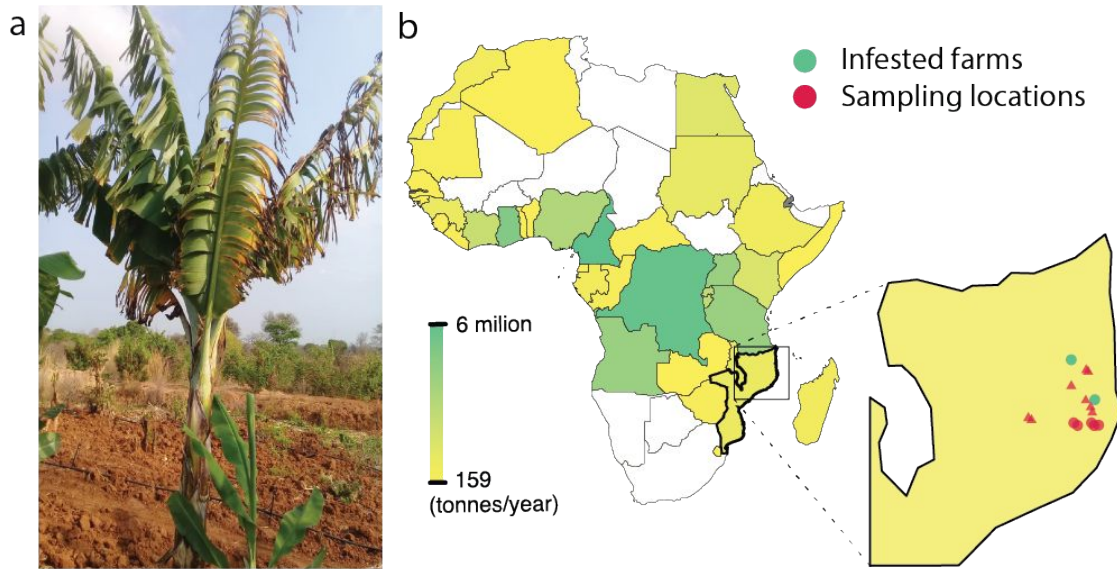 a
b
Infested farms
Sampling locations
6 milion
159
(tonnes/year)